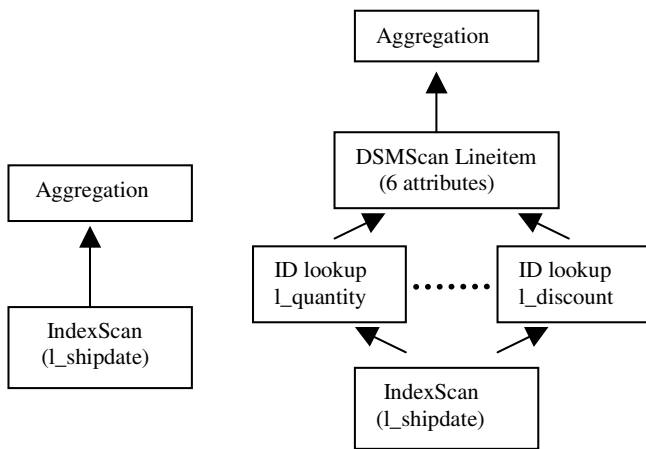 Aggregation
IndexScan
(l_shipdate)
Aggregation
DSMScan Lineitem
(6 attributes)
ID lookup
l_quantity
ID lookup
l_discount
IndexScan
(l_shipdate)